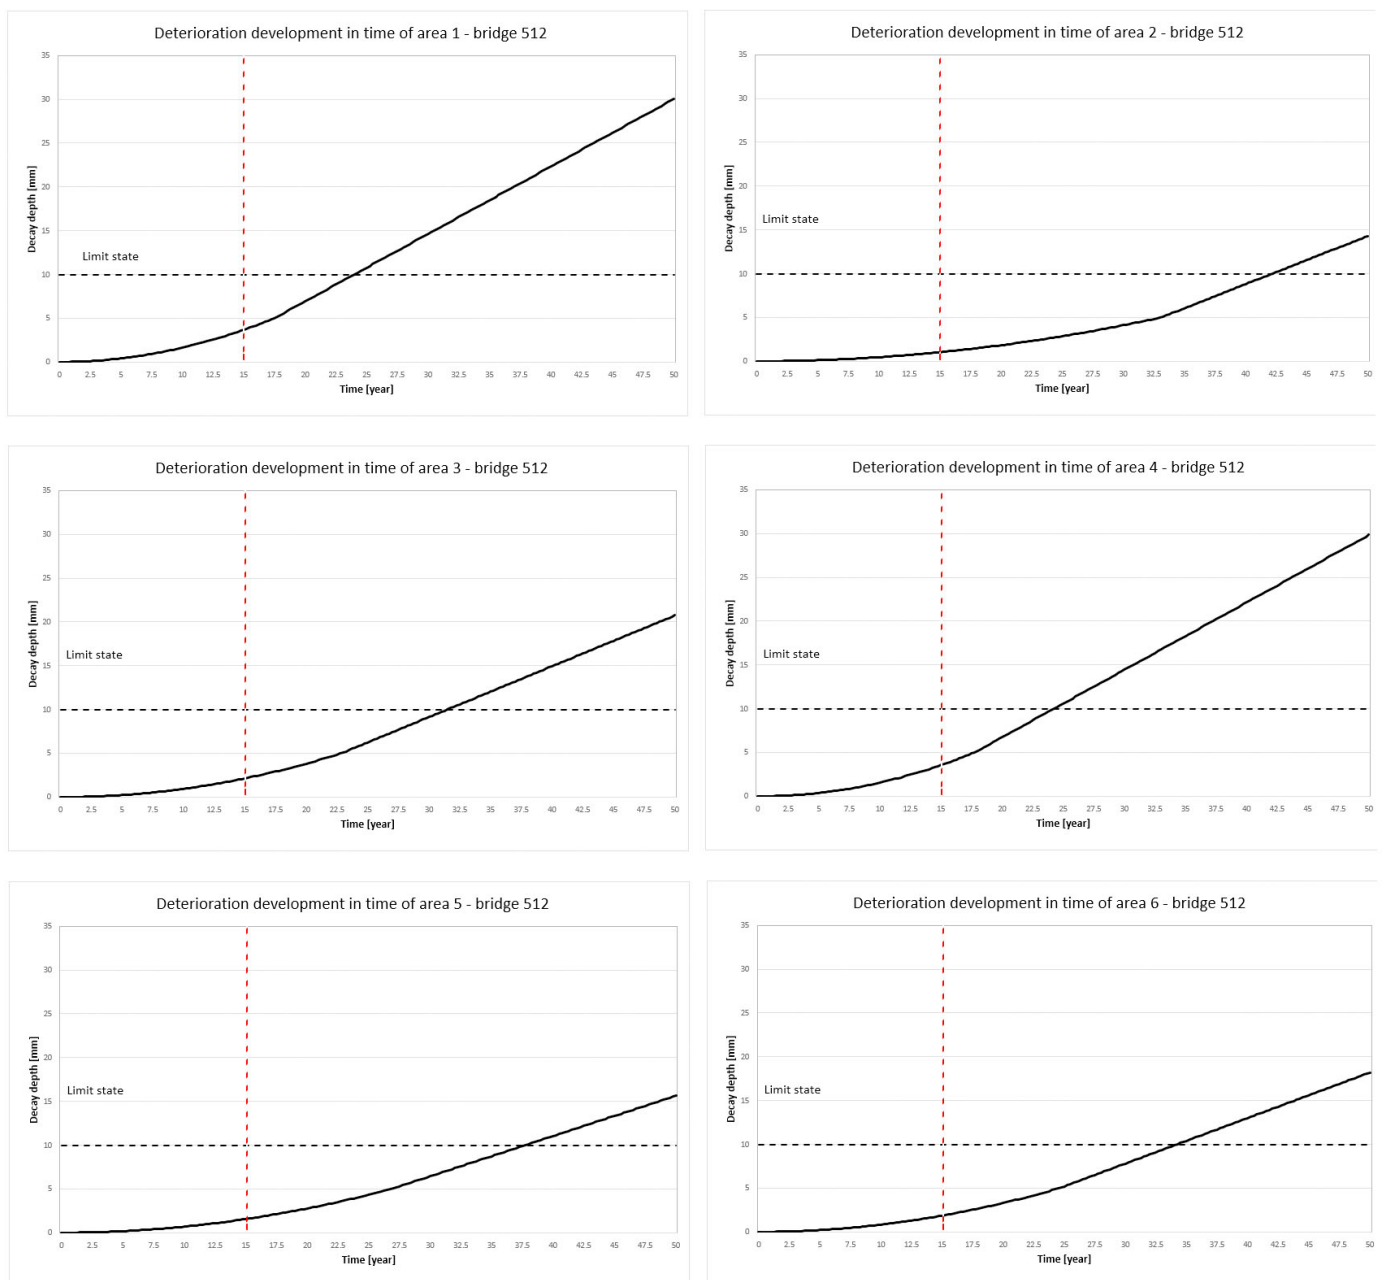 Deterioration development in time of area 1 - bridge 512
35
30
25
20
15
10
5
0
Decay depth [mm]
Limit state
0 2.5 5 7.5 10 12.5 15 17.5 20 22.5 25 27.5 30 32.5 35 37.5 40 42.5 45 47.5 50
Time [year]
Deterioration development in time of area 2 - bridge 512
35
30
25
20
15
10
5
0
Decay depth [mm]
Limit state
0 2.5 5 7.5 10 12.5 15 17.5 20 22.5 25 27.5 30 32.5 35 37.5 40 42.5 45 47.5 50
Time [year]
Deterioration development in time of area 3 - bridge 512
35
30
25
20
15
10
5
0
Decay depth [mm]
Limit state
0 2.5 5 7.5 10 12.5 15 17.5 20 22.5 25 27.5 30 32.5 35 37.5 40 42.5 45 47.5 50
Time [year]
Deterioration development in time of area 4 - bridge 512
35
30
25
20
15
10
5
0
Decay depth [mm]
Limit state
0 2.5 5 7.5 10 12.5 15 17.5 20 22.5 25 27.5 30 32.5 35 37.5 40 42.5 45 47.5 50
Time [year]
Deterioration development in time of area 5 - bridge 512
35
30
25
20
15
10
5
0
Decay depth [mm]
Limit state
0 2.5 5 7.5 10 12.5 15 17.5 20 22.5 25 27.5 30 32.5 35 37.5 40 42.5 45 47.5 50
Time [year]
Deterioration development in time of area 6 - bridge 512
35
30
25
20
15
10
5
0
Decay depth [mm]
Limit state
0 2.5 5 7.5 10 12.5 15 17.5 20 22.5 25 27.5 30 32.5 35 37.5 40 42.5 45 47.5 50
Time [year]